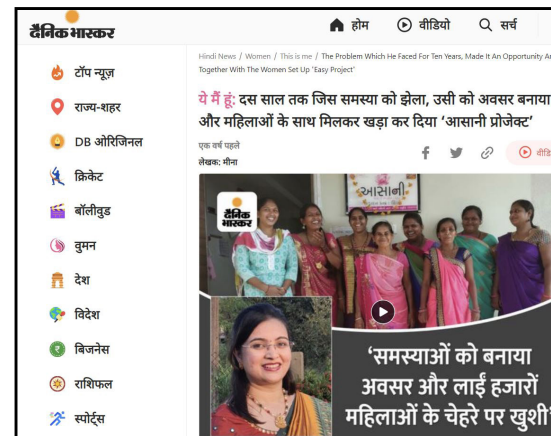 दैनिक भास्कर
होम
वीडियो
सर्च
टॉप न्यूज़
राज्य-शहर
DB ओरिजिनल
क्रिकेट
बॉलीवुड
वुमन
देश
विदेश
बिजनेस
राशिफल
स्पोर्ट्स
Hindi News / Women / This is me / The Problem Which He Faced For Ten Years, Made It An Opportunity
Together With The Women Set Up 'Easy Project'
ये मैं हूं: दस साल तक जिस समस्या को झेला, उसी को अवसर बनाया
और महिलाओं के साथ मिलकर खड़ा कर दिया ‘आसानी प्रोजेक्ट’
एक वर्ष पहले
लेखक: मीना
दैनिक
भास्कर
आसानी
‘समस्याओं को बनाया
अवसर और लाईं हजारों
महिलाओं के चेहरे पर खुशी’